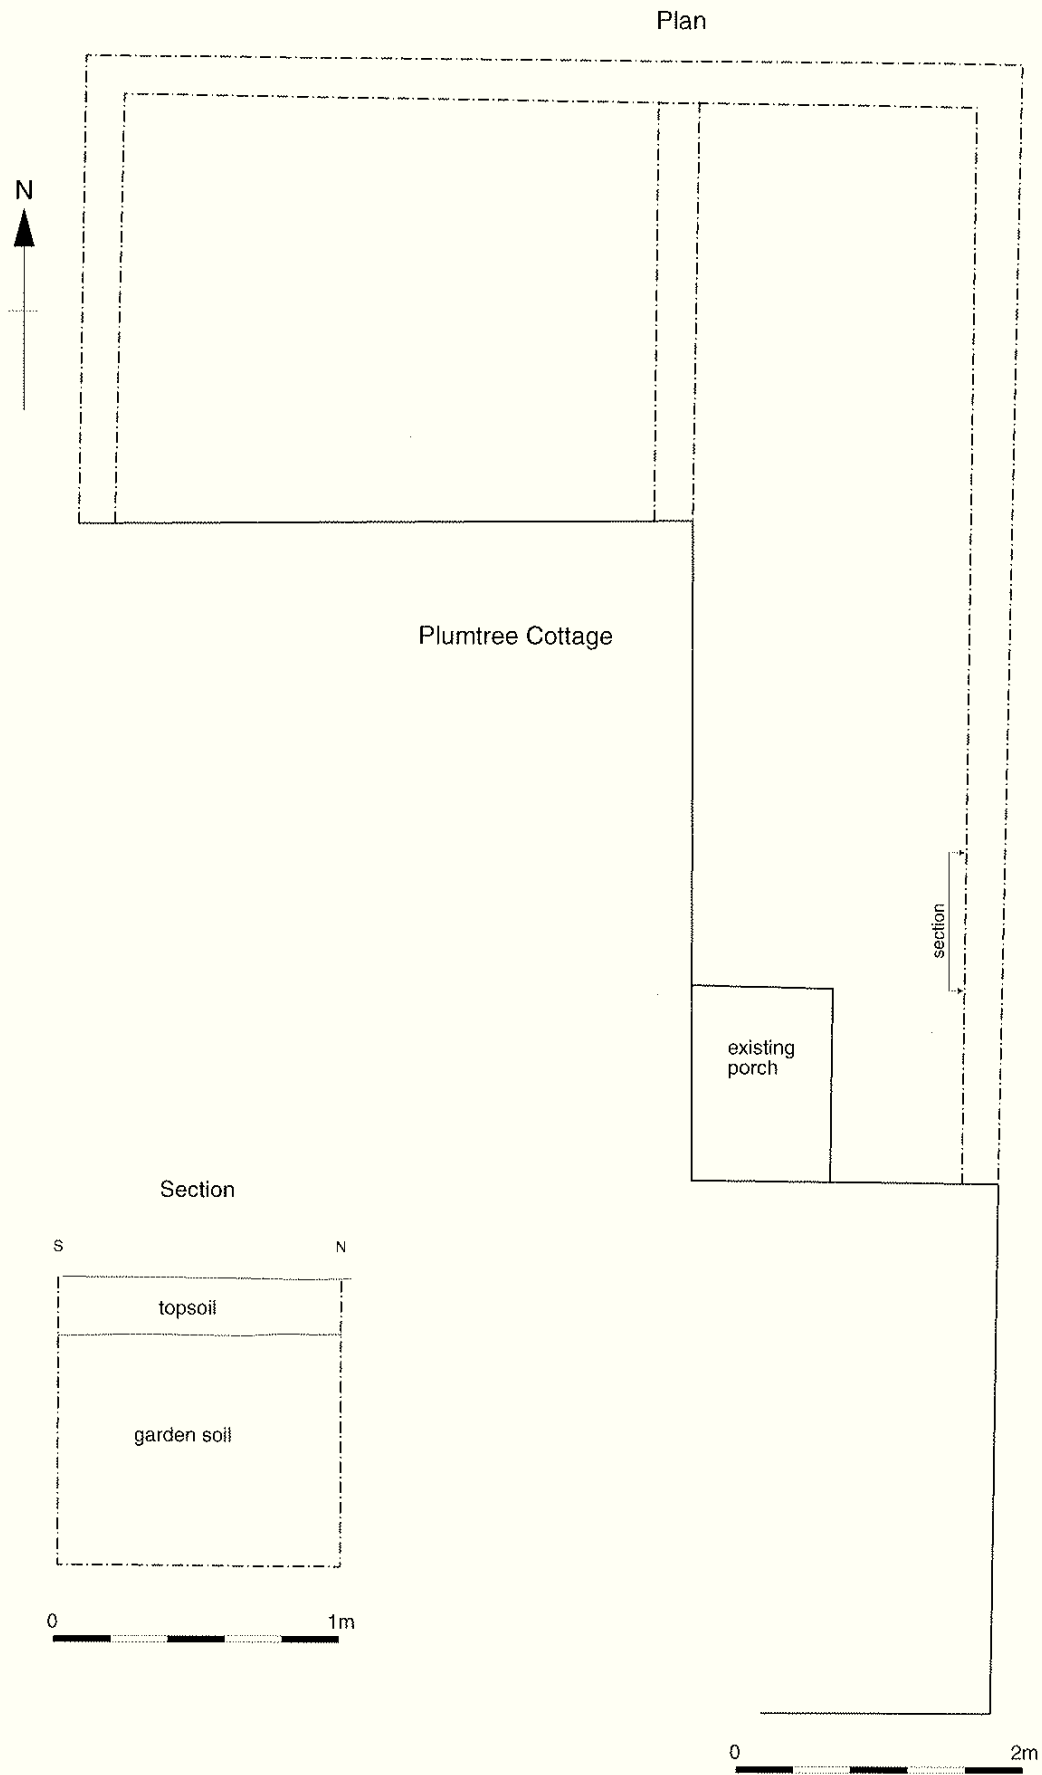 Plan
N
Plumtree Cottage
section
existing
porch
Section
S N
topsoil
garden soil
0 1m
0 2m